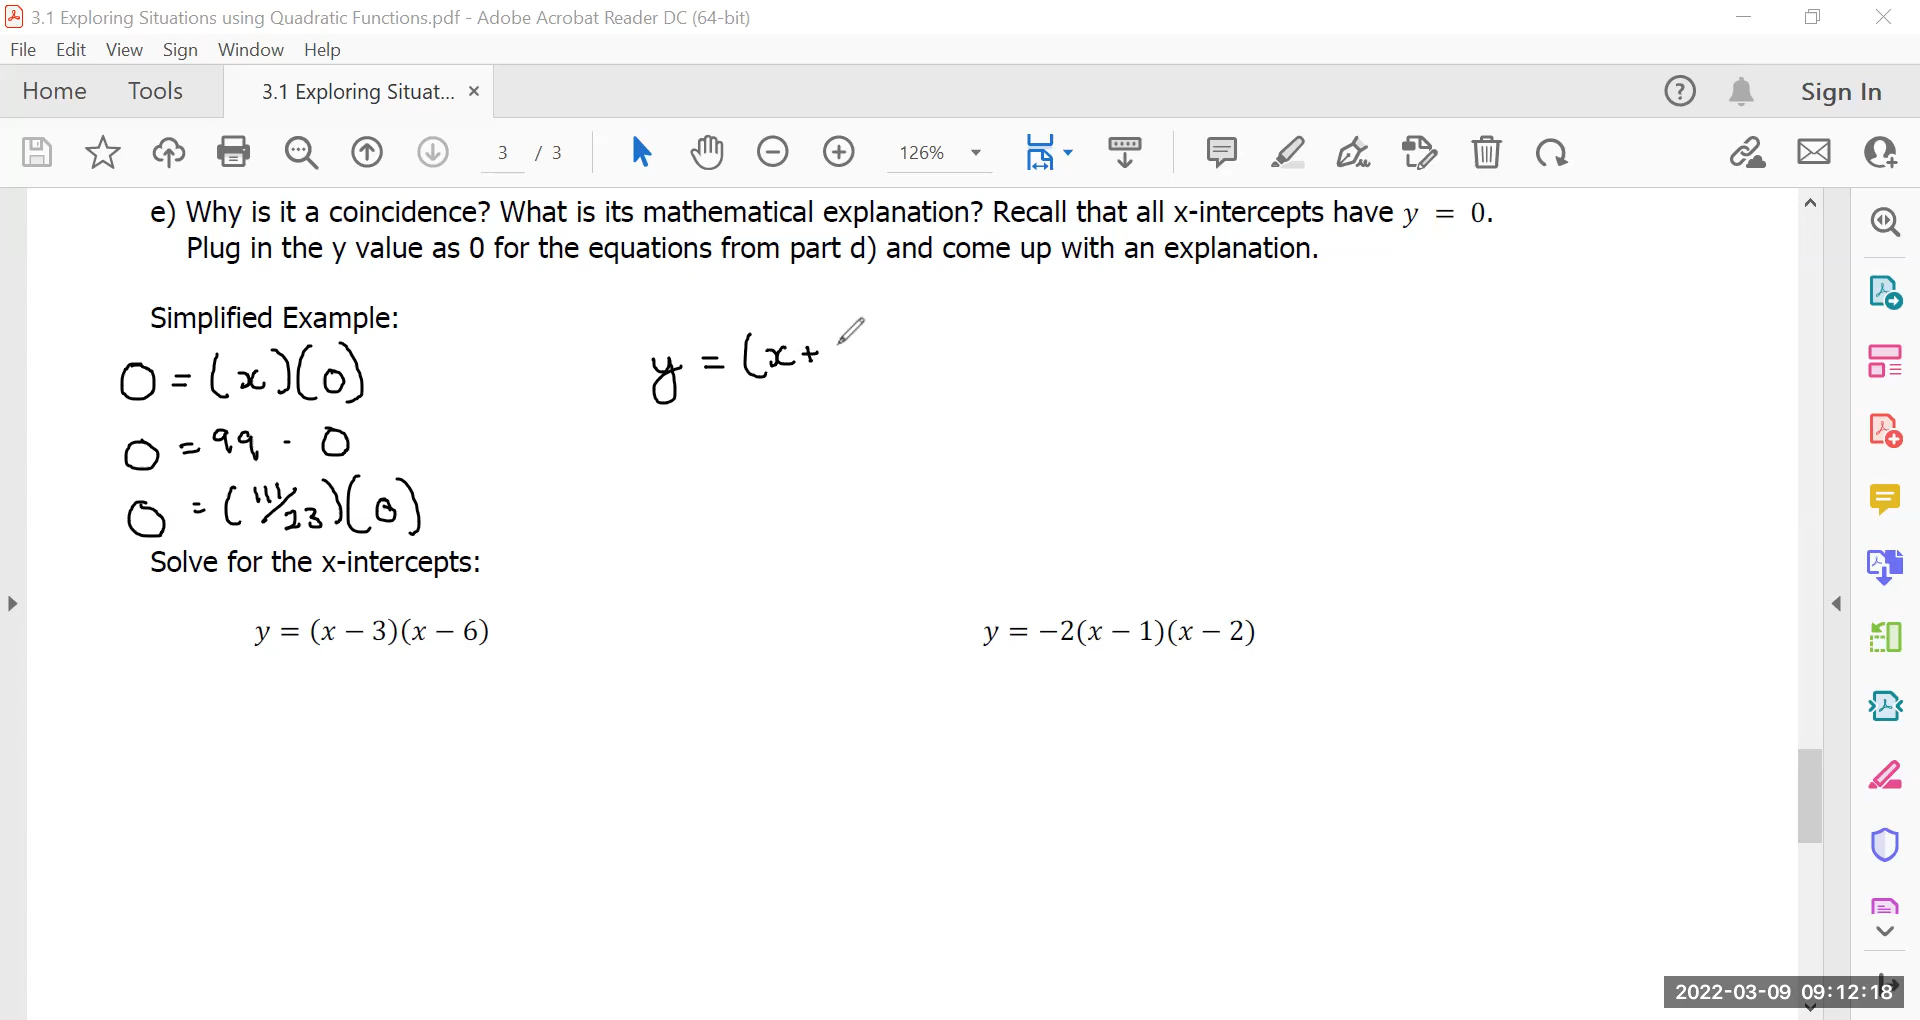 3.1 Exploring Situations using Quadratic Functions.pdf - Adobe Acrobat Reader DC (64-bit)
File Edit View Sign Window Help
Home Tools 3.1 Exploring Situat... × Sign In
3 / 3 126%
e) Why is it a coincidence? What is its mathematical explanation? Recall that all x-intercepts have y = 0.
Plug in the y value as 0 for the equations from part d) and come up with an explanation.
Simplified Example:
0 = (x)(0)
y = (x+
0 = 99 · 0
0 = (111/23)(0)
Solve for the x-intercepts:
y = (x − 3)(x − 6)
y = −2(x − 1)(x − 2)
2022-03-09 09:12:18